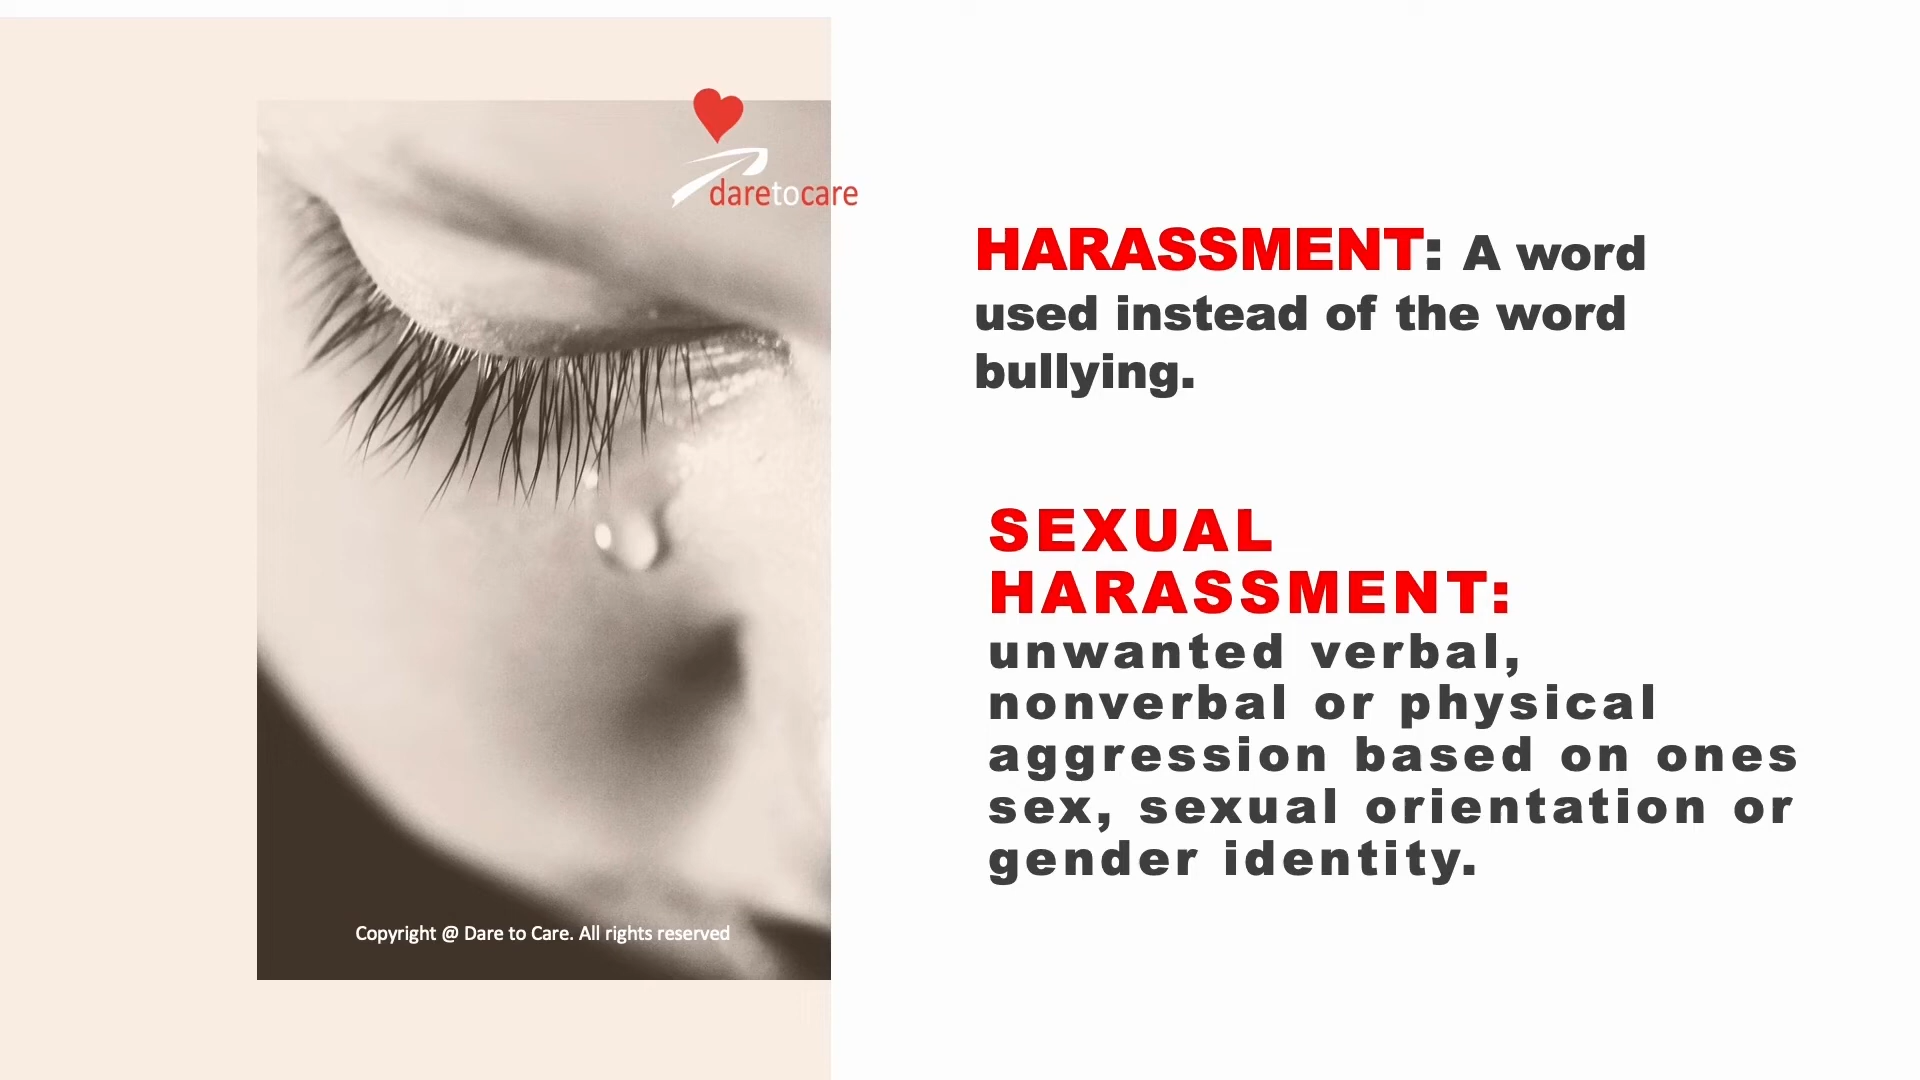 daretocare
HARASSMENT: A word
used instead of the word
bullying.
SEXUAL
HARASSMENT:
unwanted verbal,
nonverbal or physical
aggression based on ones
sex, sexual orientation or
gender identity.
Copyright @ Dare to Care. All rights reserved